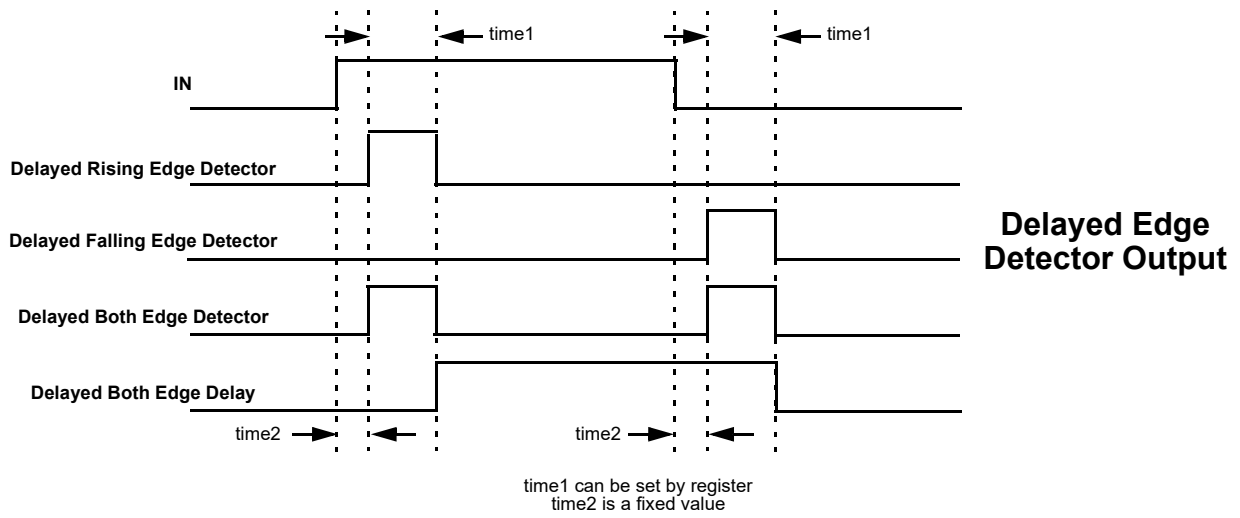 time1
time1
IN
Delayed Rising Edge Detector
Delayed Falling Edge Detector
Delayed Edge
Detector Output
Delayed Both Edge Detector
Delayed Both Edge Delay
time2
time2
time1 can be set by register
time2 is a fixed value